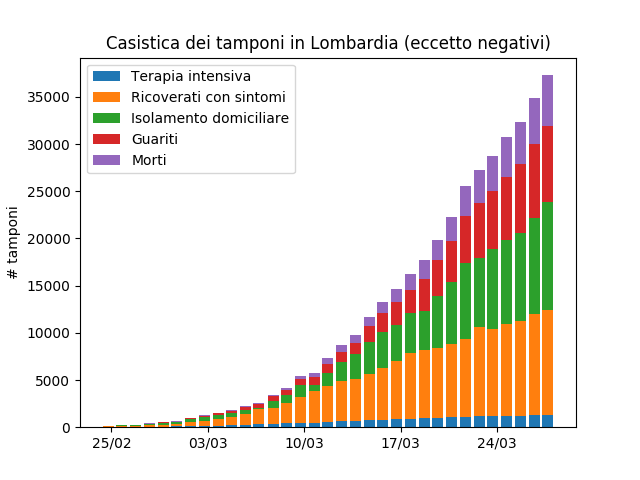 Casistica dei tamponi in Lombardia (eccetto negativi)
Terapia intensiva
Ricoverati con sintomi
Isolamento domiciliare
Guariti
Morti
# tamponi
35000
30000
25000
20000
15000
10000
5000
0
25/02 03/03 10/03 17/03 24/03